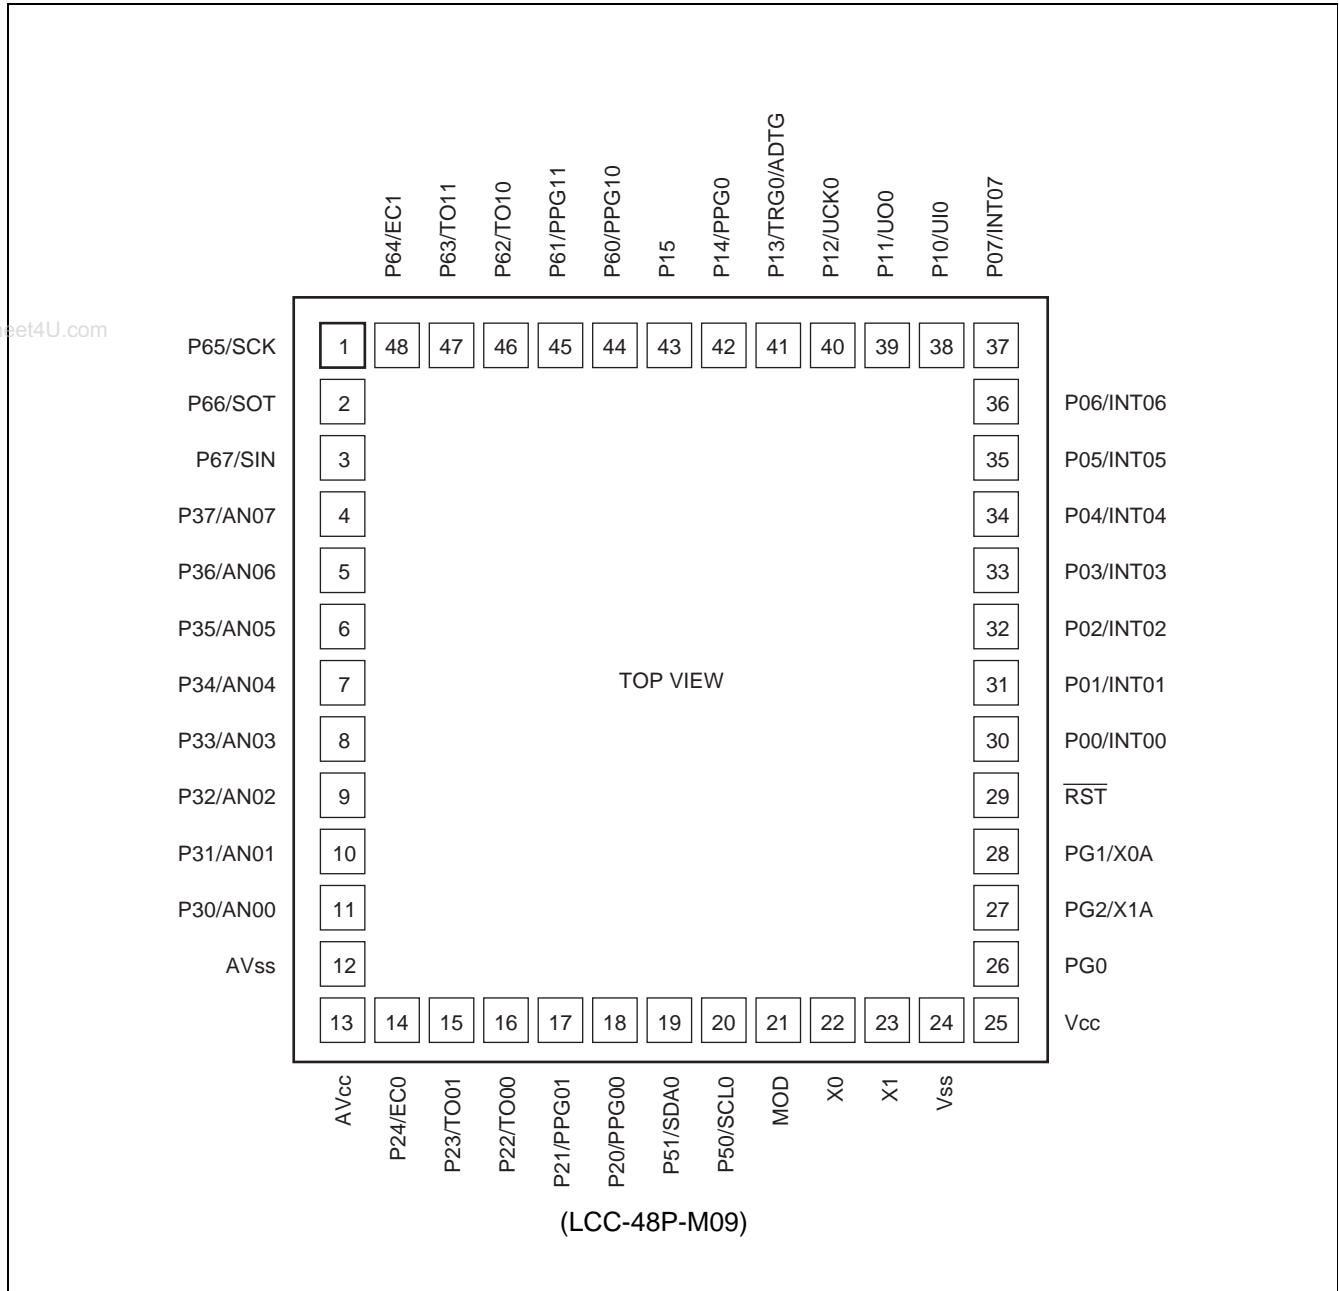 P64/EC1
P63/TO11
P62/TO10
P61/PPG11
P60/PPG10
P15
P14/PPG0
P13/TRG0/ADTG
P12/UCK0
P11/UO0
P10/UI0
P07/INT07
eet4U.com
P65/SCK 1 48 47 46 45 44 43 42 41 40 39 38 37
P66/SOT 2 36 P06/INT06
P67/SIN 3 35 P05/INT05
P37/AN07 4 34 P04/INT04
P36/AN06 5 33 P03/INT03
P35/AN05 6 32 P02/INT02
P34/AN04 7 TOP VIEW 31 P01/INT01
P33/AN03 8 30 P00/INT00
P32/AN02 9 29 RST
P31/AN01 10 28 PG1/X0A
P30/AN00 11 27 PG2/X1A
AVss 12 26 PG0
13 14 15 16 17 18 19 20 21 22 23 24 25 Vcc
AVcc
P24/EC0
P23/TO01
P22/TO00
P21/PPG01
P20/PPG00
P51/SDA0
P50/SCL0
MOD
X0
X1
Vss
(LCC-48P-M09)